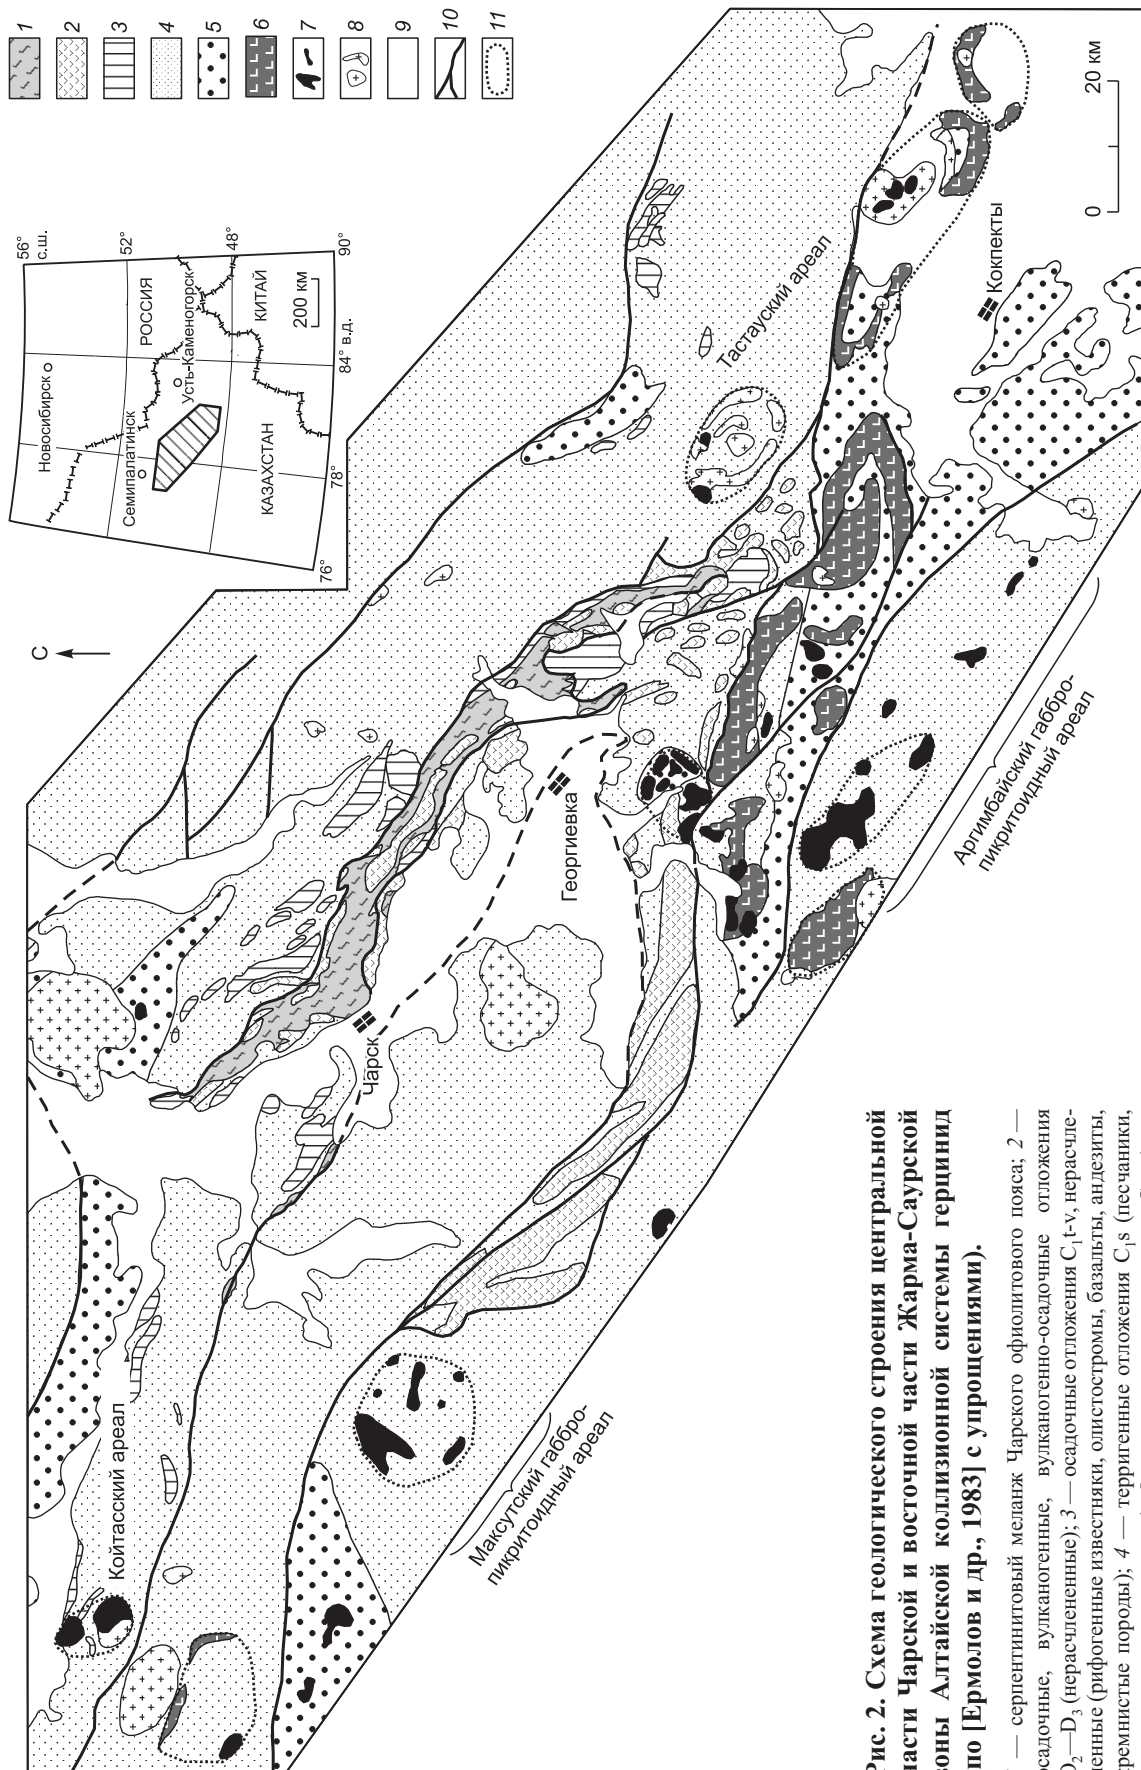 1
2
3
4
5
6
7
8
9
10
11
56°
с.ш.
52°
48°
90°
84° в.д.
78°
76°
Новосибирск
РОССИЯ
Семипалатинск
Усть-Каменогорск
КИТАЙ
КАЗАХСТАН
200 км
С
0
20 км
Кокпекты
Тастауский ареал
Георгиевка
Чарск
Аргимбайский габбро-
пикритоидный ареал
Максутский габбро-
пикритоидный ареал
Койтасский ареал
Рис. 2. Схема геологического строения центральной
части Чарской и восточной части Жарма-Саурской
зоны Алтайской коллизионной системы герцинид
по [Ермолов и др., 1983] с упрощениями).
— серпентинитовый меланж Чарского офиолитового пояса; 2 —
осадочные, вулканогенные, вулканогенно-осадочные отложения
D₂—D₃ (нерасчлененные); 3 — осадочные отложения C₁t-v, нерасчле-
ненные (рифогенные известняки, олистостромы, базальты, андезиты,
кремнистые породы); 4 — терригенные отложения C₁s (песчаники,